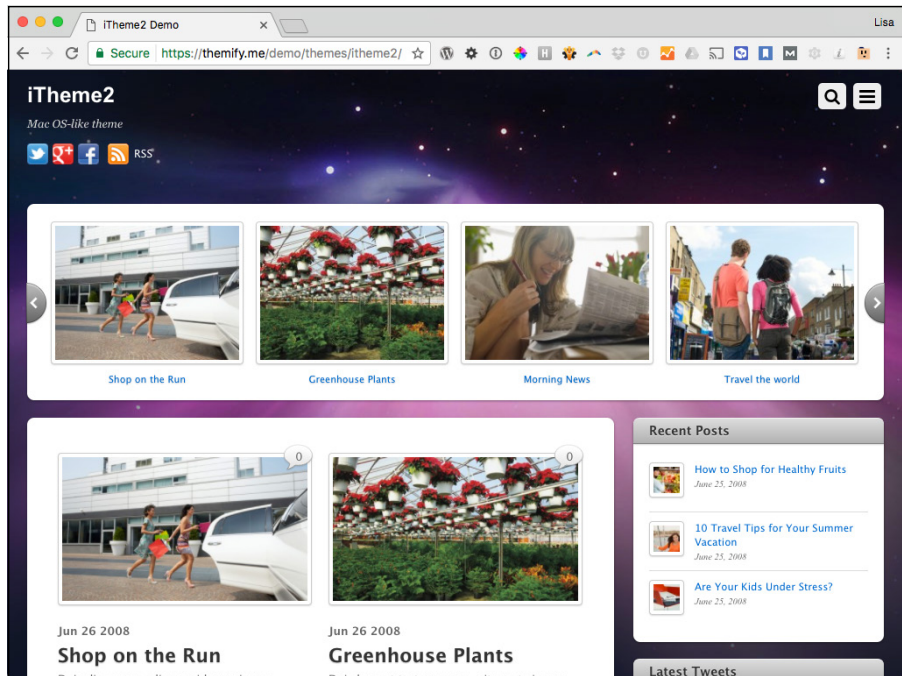 iTheme2 Demo
Lisa
Secure https://themify.me/demo/themes/itheme2/
iTheme2
Mac OS-like theme
RSS
Shop on the Run
Greenhouse Plants
Morning News
Travel the world
Recent Posts
How to Shop for Healthy Fruits
June 25, 2008
10 Travel Tips for Your Summer
Vacation
June 25, 2008
Are Your Kids Under Stress?
June 25, 2008
0
0
Jun 26 2008
Jun 26 2008
Shop on the Run
Greenhouse Plants
Latest Tweets